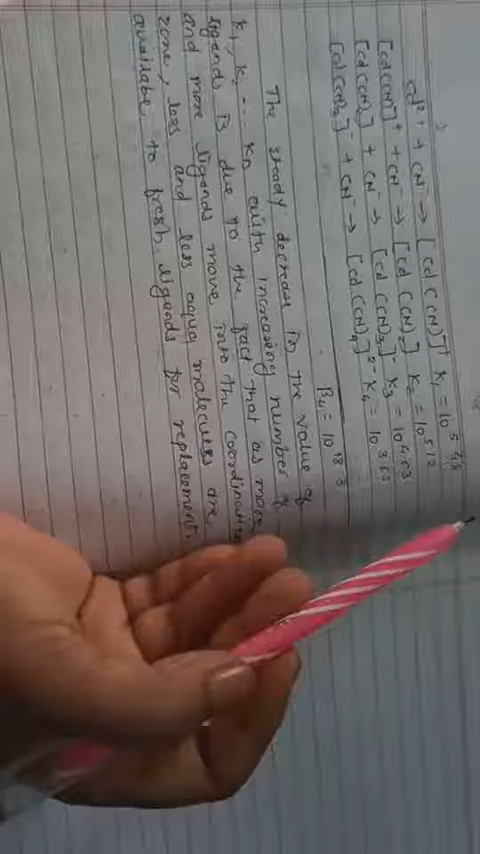 Cd²⁺ + CN⁻ → [Cd(CN)]⁺ K₁ = 10^5.48
[Cd(CN)]⁺ + CN⁻ → [Cd(CN)₂] K₂ = 10^5.12
[Cd(CN)₂] + CN⁻ → [Cd(CN)₃]⁻ K₃ = 10^4.63
[Cd(CN)₃]⁻ + CN⁻ → [Cd(CN)₄]²⁻ K₄ = 10^3.55
β₄ = 10^18.3
The steady decrease in the value of
K₁, K₂ ... Kn with increasing number of
ligands is due to the fact that as more
and more ligands move into the coordination
zone, less and less aqua molecules are
available to fresh ligands for replacement.